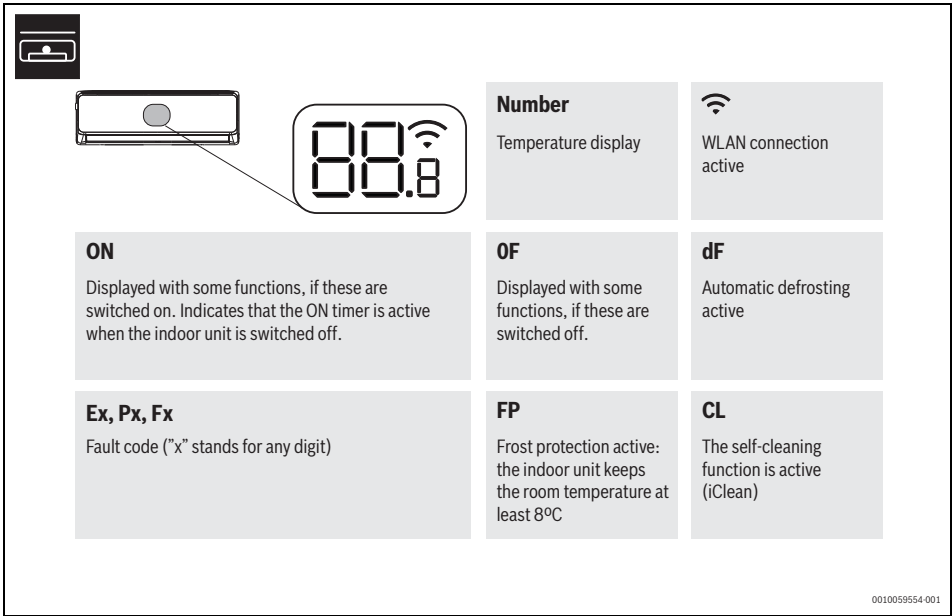 88.8
Number
Temperature display
WLAN connection
active
ON
Displayed with some functions, if these are
switched on. Indicates that the ON timer is active
when the indoor unit is switched off.
0F
Displayed with some
functions, if these are
switched off.
dF
Automatic defrosting
active
Ex, Px, Fx
Fault code ("x" stands for any digit)
FP
Frost protection active:
the indoor unit keeps
the room temperature at
least 8ºC
CL
The self-cleaning
function is active
(iClean)
0010059554-001